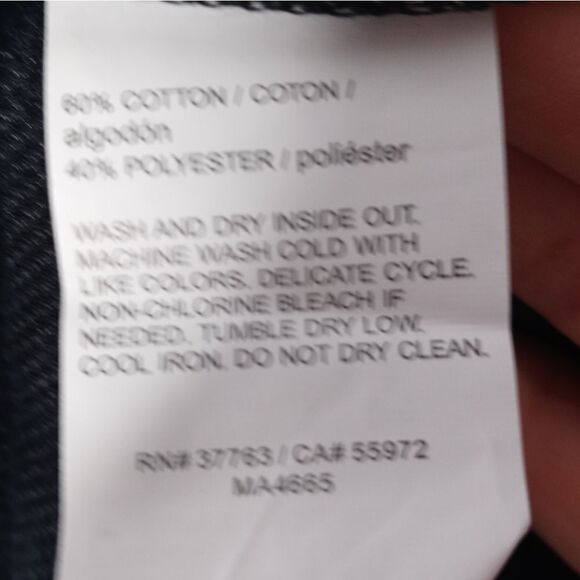 60% COTTON / COTON /
algodón
40% POLYESTER / poliéster
WASH AND DRY INSIDE OUT.
MACHINE WASH COLD WITH
LIKE COLORS. DELICATE CYCLE.
NON-CHLORINE BLEACH IF
NEEDED. TUMBLE DRY LOW.
COOL IRON. DO NOT DRY CLEAN.
RN# 37763 / CA# 55972
MA4665